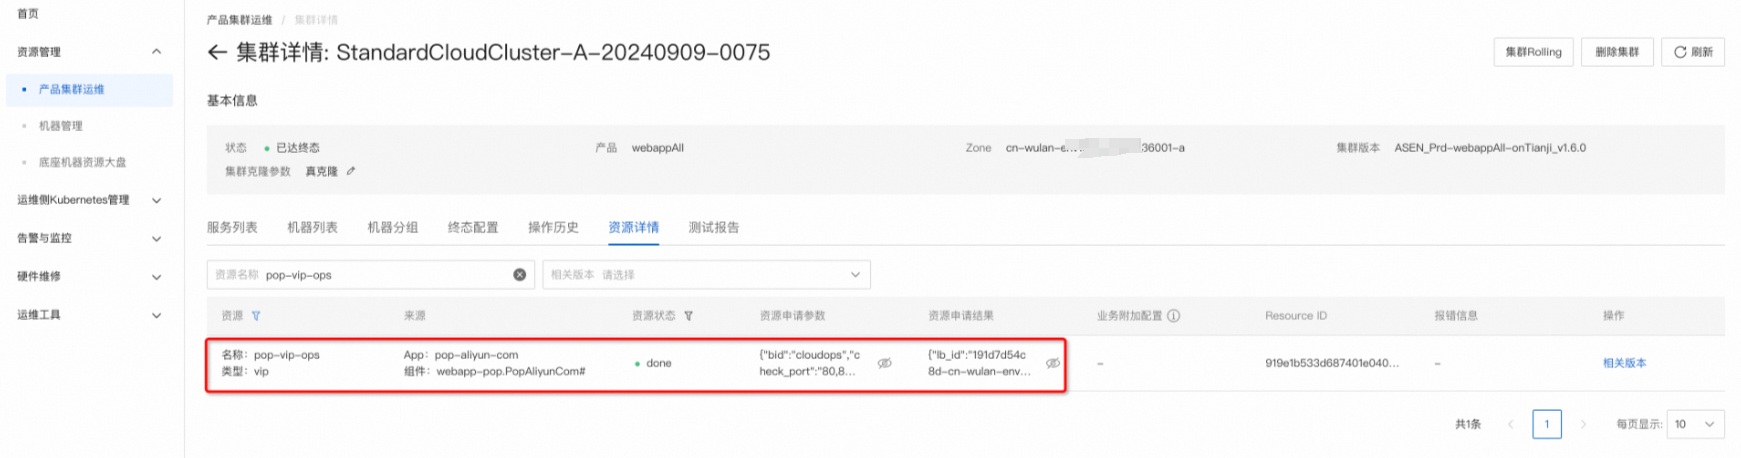 首页
资源管理
产品集群运维
机器管理
底座机器资源大盘
运维侧Kubernetes管理
告警与监控
硬件维修
运维工具
产品集群运维 / 集群详情
集群详情: StandardCloudCluster-A-20240909-0075
集群Rolling 删除集群 刷新
基本信息
状态 已达终态 产品 webappAll Zone cn-wulan- 36001-a 集群版本 ASEN_Prd-webappAll-onTianji_v1.6.0
集群克隆参数 真克隆
服务列表 机器列表 机器分组 终态配置 操作历史 资源详情 测试报告
资源名称 pop-vip-ops 相关版本 请选择
资源 来源 资源状态 资源申请参数 资源申请结果 业务附加配置 Resource ID 报错信息 操作
名称: pop-vip-ops App: pop-aliyun-com done {"bid":"cloudops","c {"lb_id":"191d7d54c – 919e1b533d687401e040... – 相关版本
类型: vip 组件: webapp-pop.PopAliyunCom# heck_port":"80,8... 8d-cn-wulan-env...
共1条 1 每页显示: 10